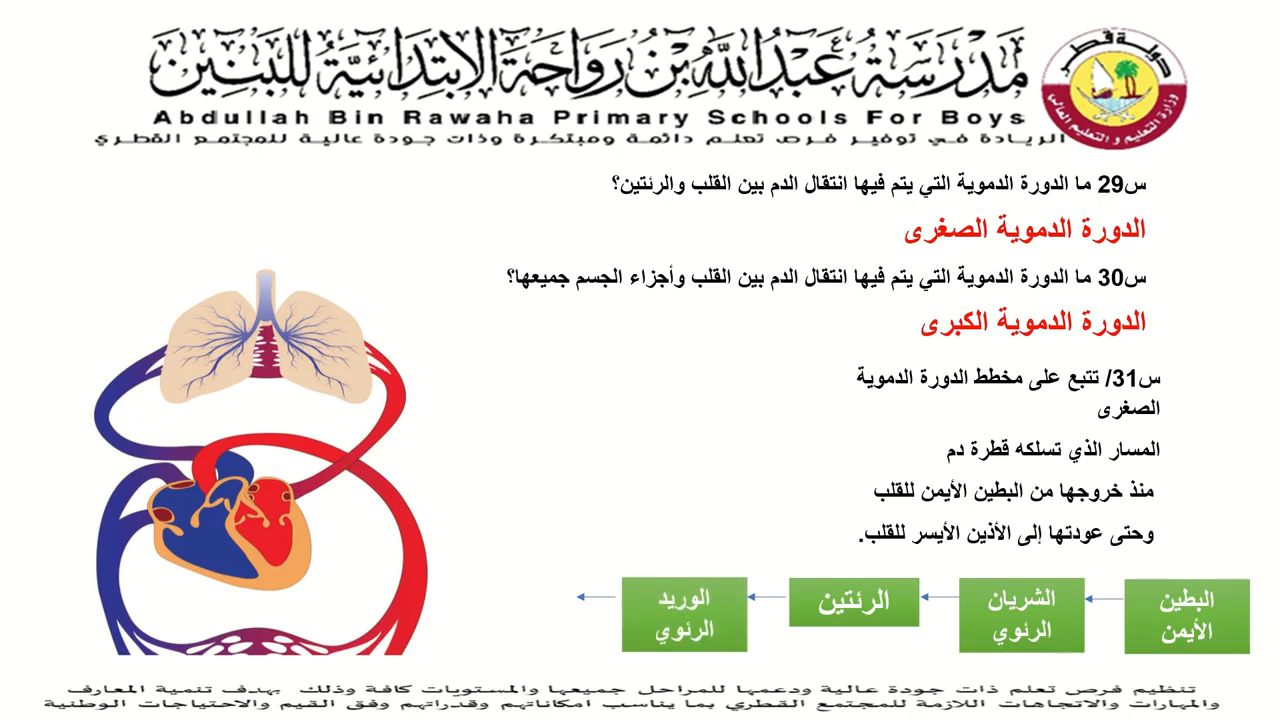 مدرسة عبدالله بن رواحة الابتدائية للبنين
Abdullah Bin Rawaha Primary Schools For Boys
الريادة في توفير فرص تعلم دائمة ومبتكرة وذات جودة عالية للمجتمع القطري
دولة قطر
وزارة التعليم و التعليم العالي
س29 ما الدورة الدموية التي يتم فيها انتقال الدم بين القلب والرئتين؟
الدورة الدموية الصغرى
س30 ما الدورة الدموية التي يتم فيها انتقال الدم بين القلب وأجزاء الجسم جميعها؟
الدورة الدموية الكبرى
س31/ تتبع على مخطط الدورة الدموية
الصغرى
المسار الذي تسلكه قطرة دم
منذ خروجها من البطين الأيمن للقلب
وحتى عودتها إلى الأذين الأيسر للقلب.
البطين
الأيمن
الشريان
الرئوي
الرئتين
الوريد
الرئوي
تنظيم فرص تعلم ذات جودة عالية ودعمها للمراحل جميعها والمستويات كافة وذلك بهدف تنمية المعارف
والمهارات والاتجاهات اللازمة للمجتمع القطري بما يناسب امكاناتهم وقدراتهم وفق القيم والاحتياجات الوطنية